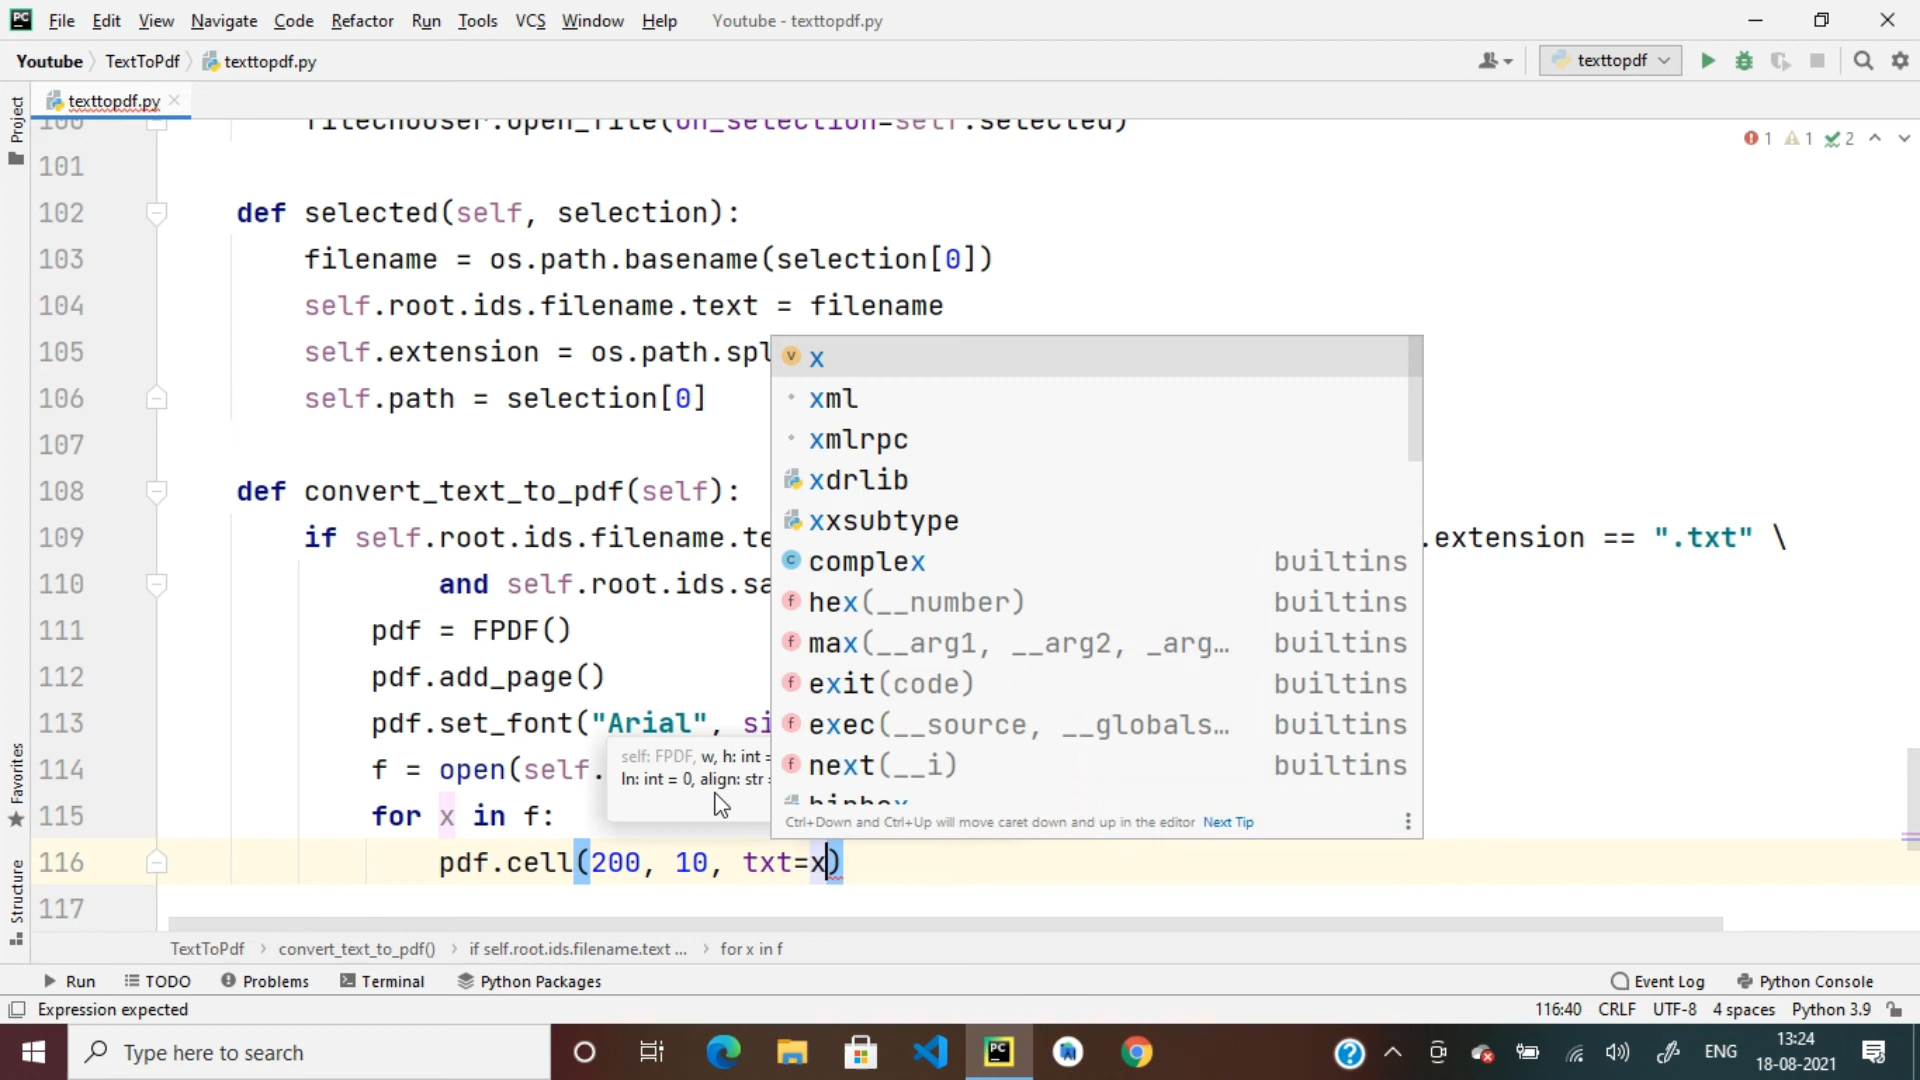 File Edit View Navigate Code Refactor Run Tools VCS Window Help Youtube - texttopdf.py
Youtube TextToPdf texttopdf.py texttopdf
Project
texttopdf.py
1 1 2
100 filechooser.open_file(on_selection=self.selected)
101
102 def selected(self, selection):
103 filename = os.path.basename(selection[0])
104 self.root.ids.filename.text = filename
105 self.extension = os.path.spl
106 self.path = selection[0]
107
108 def convert_text_to_pdf(self):
109 if self.root.ids.filename.te .extension == ".txt" \
110 and self.root.ids.sa
111 pdf = FPDF()
112 pdf.add_page()
113 pdf.set_font("Arial", si
114 f = open(self.
115 for x in f:
116 pdf.cell(200, 10, txt=x)
117
x
xml
xmlrpc
xdrlib
xxsubtype
complex builtins
hex(__number) builtins
max(__arg1, __arg2, _arg… builtins
exit(code) builtins
exec(__source, __globals… builtins
next(__i) builtins
Ctrl+Down and Ctrl+Up will move caret down and up in the editor Next Tip
self: FPDF, w, h: int =
ln: int = 0, align: str =
Favorites
Structure
TextToPdf convert_text_to_pdf() if self.root.ids.filename.text ... for x in f
Run TODO Problems Terminal Python Packages Event Log Python Console
Expression expected 116:40 CRLF UTF-8 4 spaces Python 3.9
Type here to search ENG 13:24
18-08-2021